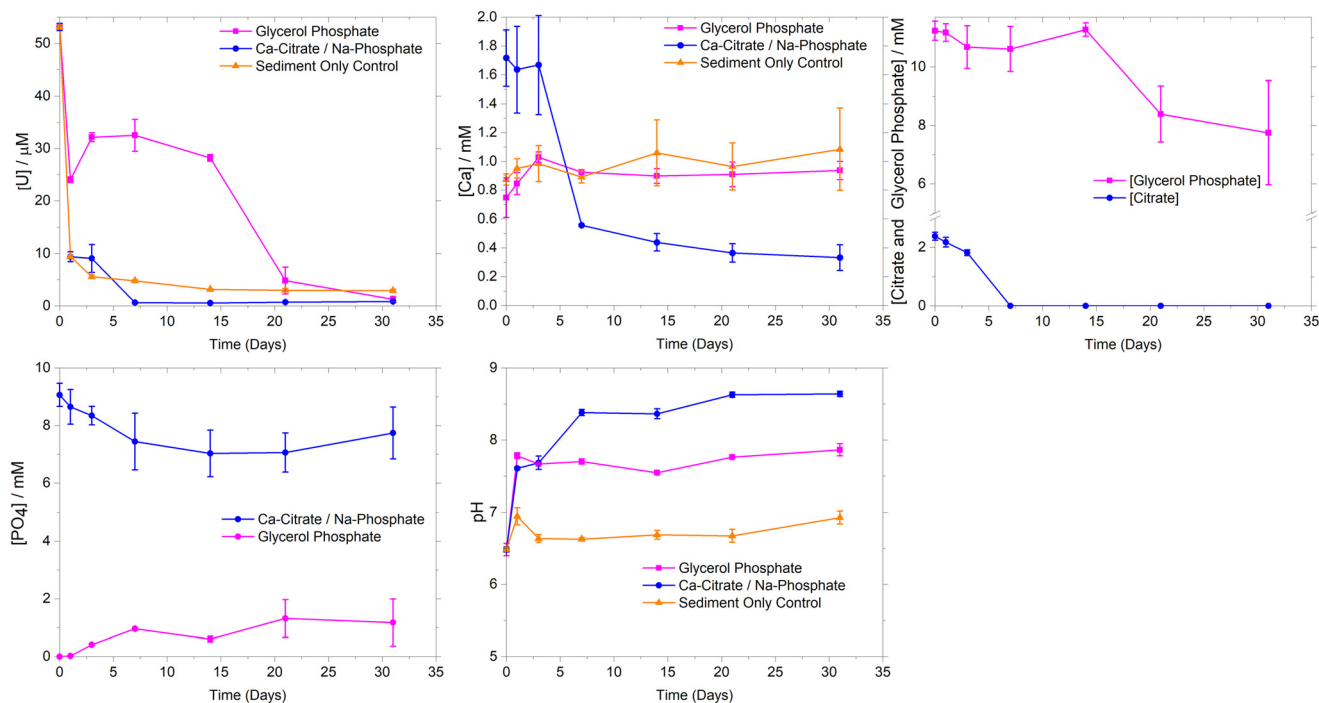 [U] / μM
50
40
30
20
10
0
0 5 10 15 20 25 30 35
Time (Days)
Glycerol Phosphate
Ca-Citrate / Na-Phosphate
Sediment Only Control
[Ca] / mM
2.0
1.8
1.6
1.4
1.2
1.0
0.8
0.6
0.4
0.2
0.0
0 5 10 15 20 25 30 35
Time (Days)
Glycerol Phosphate
Ca-Citrate / Na-Phosphate
Sediment Only Control
[Citrate and Glycerol Phosphate] / mM
10
8
6
2
0
0 5 10 15 20 25 30 35
Time (Days)
[Glycerol Phosphate]
[Citrate]
[PO4] / mM
10
8
6
4
2
0
0 5 10 15 20 25 30 35
Time (Days)
Ca-Citrate / Na-Phosphate
Glycerol Phosphate
pH
9
8
7
6
5
0 5 10 15 20 25 30 35
Time (Days)
Glycerol Phosphate
Ca-Citrate / Na-Phosphate
Sediment Only Control